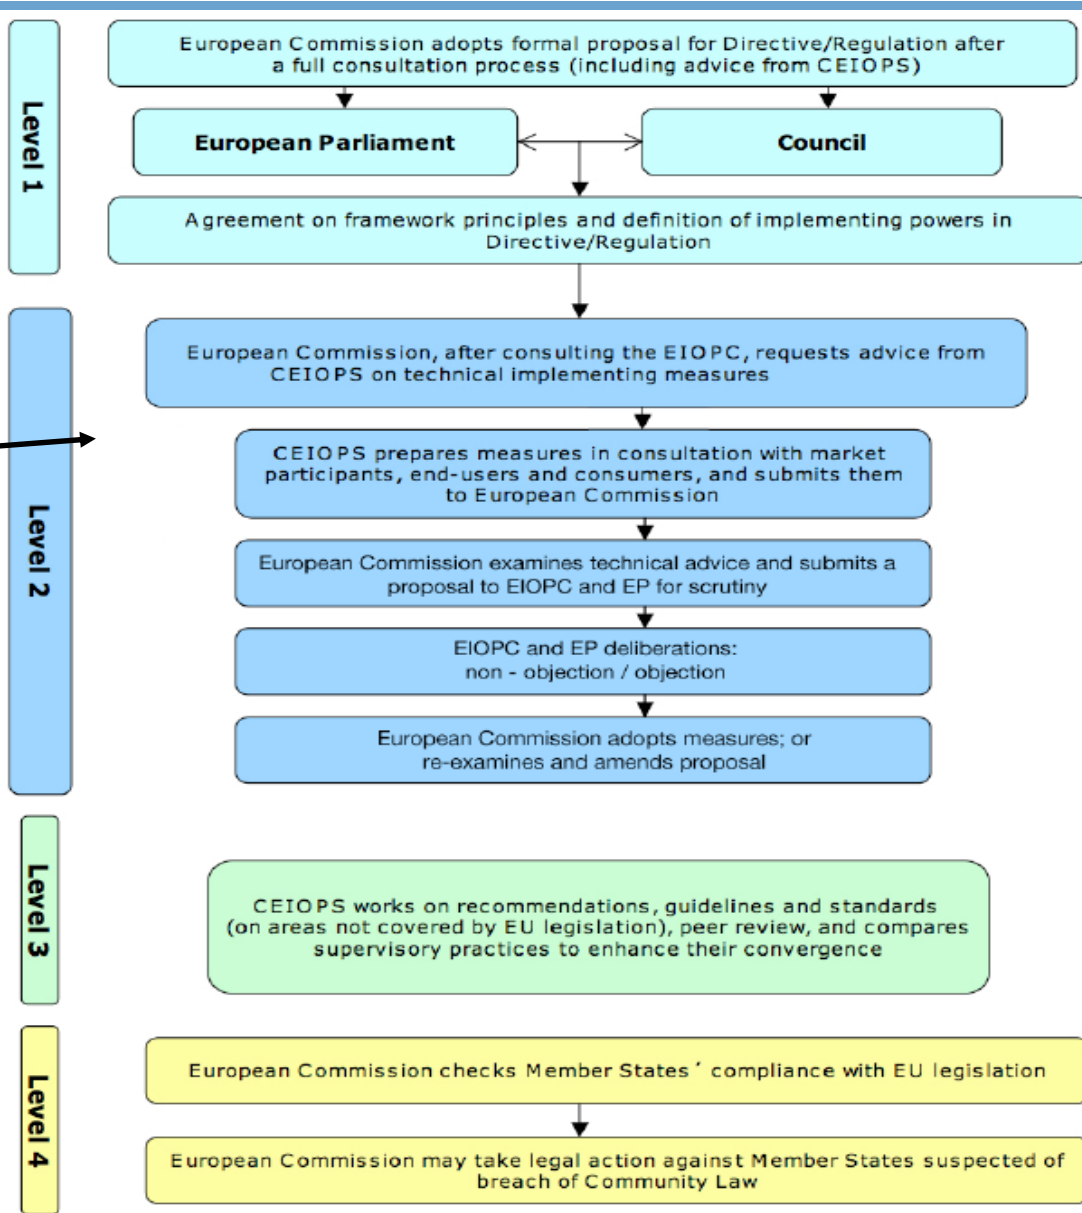 Level 1
European Commission adopts formal proposal for Directive/Regulation after
a full consultation process (including advice from CEIOPS)
European Parliament
Council
Agreement on framework principles and definition of implementing powers in
Directive/Regulation
Level 2
European Commission, after consulting the EIOPC, requests advice from
CEIOPS on technical implementing measures
CEIOPS prepares measures in consultation with market
participants, end-users and consumers, and submits them
to European Commission
European Commission examines technical advice and submits a
proposal to EIOPC and EP for scrutiny
EIOPC and EP deliberations:
non - objection / objection
European Commission adopts measures; or
re-examines and amends proposal
Level 3
CEIOPS works on recommendations, guidelines and standards
(on areas not covered by EU legislation), peer review, and compares
supervisory practices to enhance their convergence
Level 4
European Commission checks Member States´ compliance with EU legislation
European Commission may take legal action against Member States suspected of
breach of Community Law